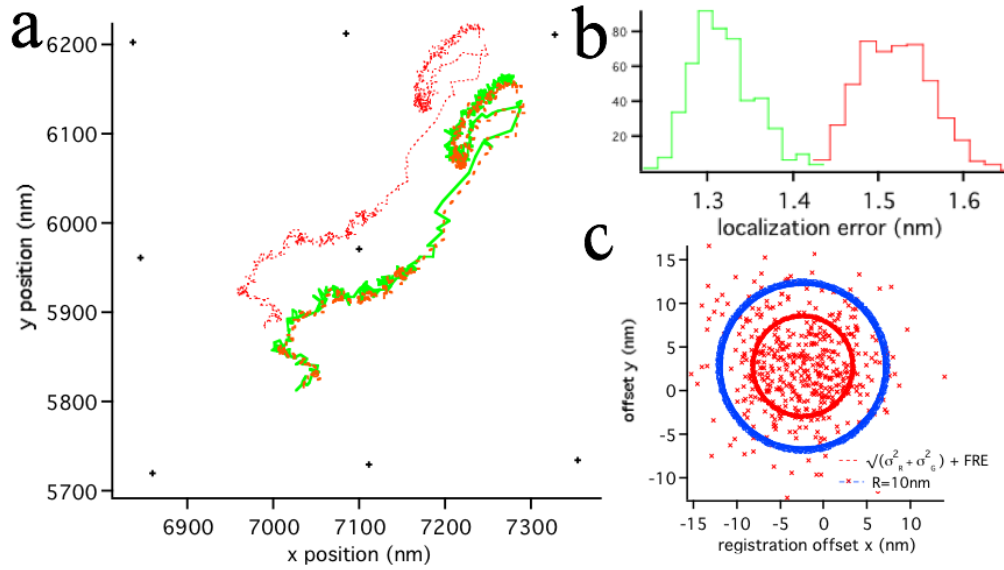 a
6200
6100
6000
5900
5800
5700
y position (nm)
6900 7000 7100 7200 7300
x position (nm)
b
80
60
40
20
1.3 1.4 1.5 1.6
localization error (nm)
c
15
10
5
0
-5
-10
offset y (nm)
√(σ²R + σ²G) + FRE
R=10nm
-15 -10 -5 0 5 10
registration offset x (nm)